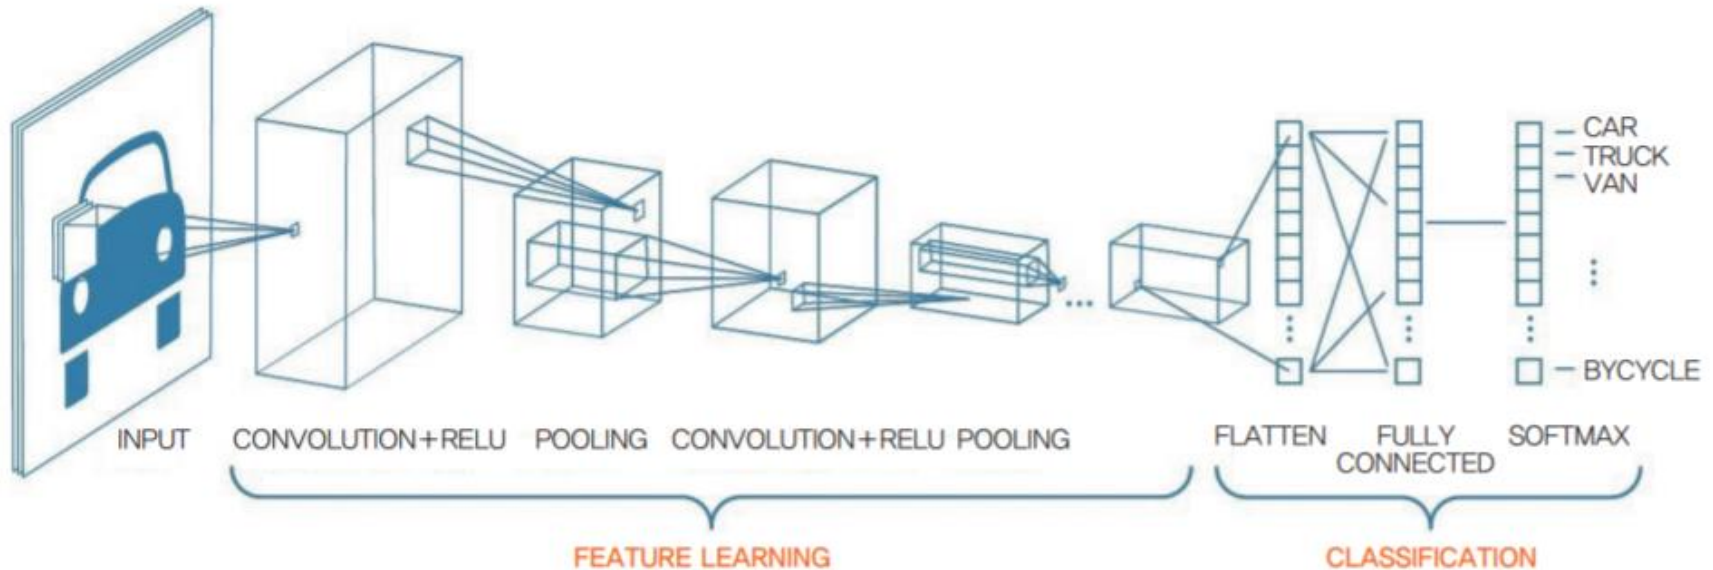 CAR
TRUCK
VAN
BYCYCLE
INPUT
CONVOLUTION+RELU
POOLING
CONVOLUTION+RELU
POOLING
FLATTEN
FULLY
CONNECTED
SOFTMAX
FEATURE LEARNING
CLASSIFICATION